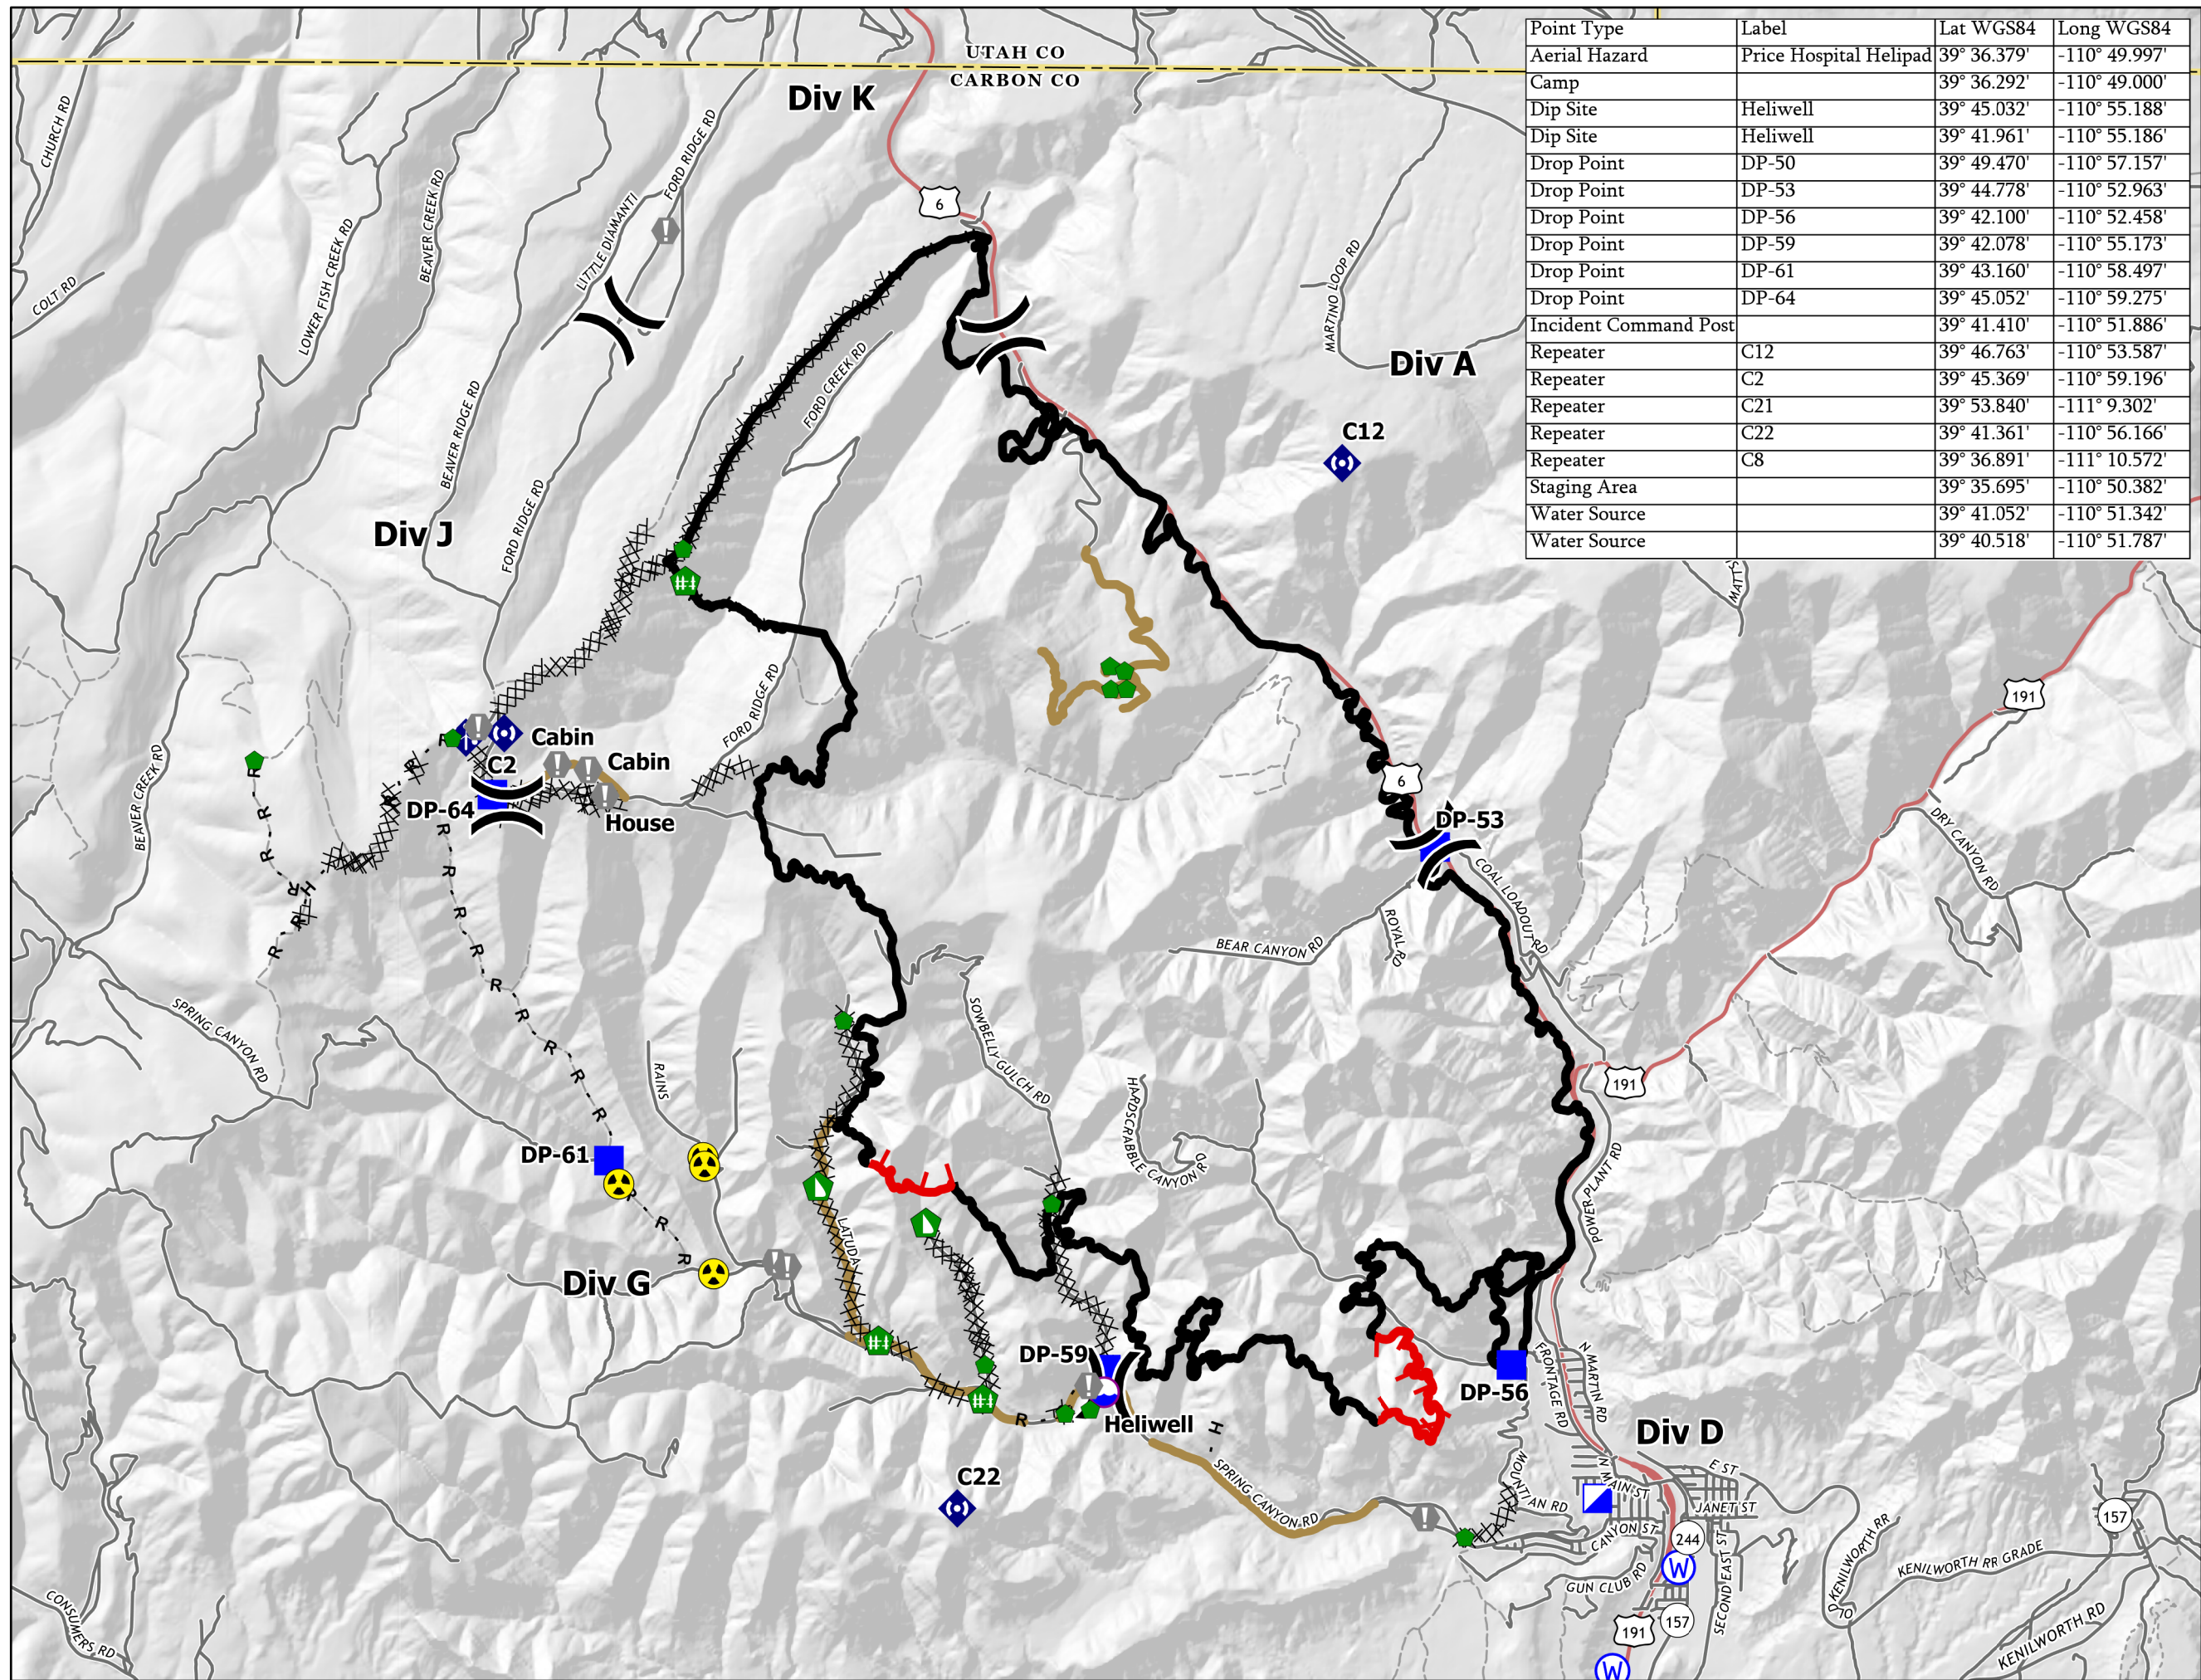 UTAH CO
CARBON CO
Point Type Label Lat WGS84 Long WGS84
Aerial Hazard Price Hospital Helipad 39° 36.379' -110° 49.997'
Camp 39° 36.292' -110° 49.000'
Dip Site Heliwell 39° 45.032' -110° 55.188'
Dip Site Heliwell 39° 41.961' -110° 55.186'
Drop Point DP-50 39° 49.470' -110° 57.157'
Drop Point DP-53 39° 44.778' -110° 52.963'
Drop Point DP-56 39° 42.100' -110° 52.458'
Drop Point DP-59 39° 42.078' -110° 55.173'
Drop Point DP-61 39° 43.160' -110° 58.497'
Drop Point DP-64 39° 45.052' -110° 59.275'
Incident Command Post 39° 41.410' -110° 51.886'
Repeater C12 39° 46.763' -110° 53.587'
Repeater C2 39° 45.369' -110° 59.196'
Repeater C21 39° 53.840' -111° 9.302'
Repeater C22 39° 41.361' -110° 56.166'
Repeater C8 39° 36.891' -111° 10.572'
Staging Area 39° 35.695' -110° 50.382'
Water Source 39° 41.052' -110° 51.342'
Water Source 39° 40.518' -110° 51.787'
Div K
CHURCH RD
FORD RIDGE RD
LITTLE DIAMANTI
BEAVER CREEK RD
LOWER FISH CREEK RD
COLT RD
6
MARTINO LOOP RD
Div A
BEAVER RIDGE RD
FORD CREEK RD
C12
FORD RIDGE RD
Div J
191
FORD RIDGE RD
Cabin
C2
Cabin
BEAVER CREEK RD
DP-64
House
6
DP-53
DRY CANYON RD
COAL LOADOUT RD
ROYAL RD
BEAR CANYON RD
SPRING CANYON RD
SOWBELLY GULCH RD
RAINS
HARDSCRABBLE CANYON RD
191
DP-61
POWER PLANT RD
LATUDA
Div G
DP-59
DP-56
FRONTAGE RD
N MARTIN RD
Heliwell
Div D
E ST
C22
SPRING CANYON RD
MOUNTIAN RD
N MAIN ST
JANET ST
CANYON ST
244
157
W
GUN CLUB RD
SECOND EAST ST
OLD KENILWORTH RD
KENILWORTH RR
KENILWORTH RR GRADE
157
191
KENILWORTH RD
CONSUMERS RD
W